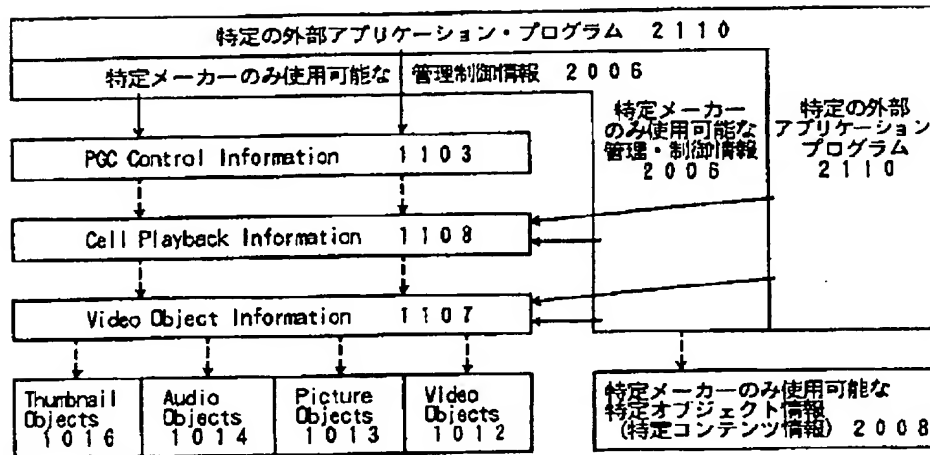 特定の外部アプリケーション・プログラム 2110
特定メーカーのみ使用可能な 管理制御情報 2006
特定メーカー
のみ使用可能な
管理・制御情報
2006
特定の外部
アプリケーション
プログラム
2110
PGC Control Information 1103
Cell Playback Information 1108
Video Object Information 1107
Thumbnail
Objects
1016
Audio
Objects
1014
Picture
Objects
1013
Video
Objects
1012
特定メーカーのみ使用可能な
特定オブジェクト情報
(特定コンテンツ情報) 2008